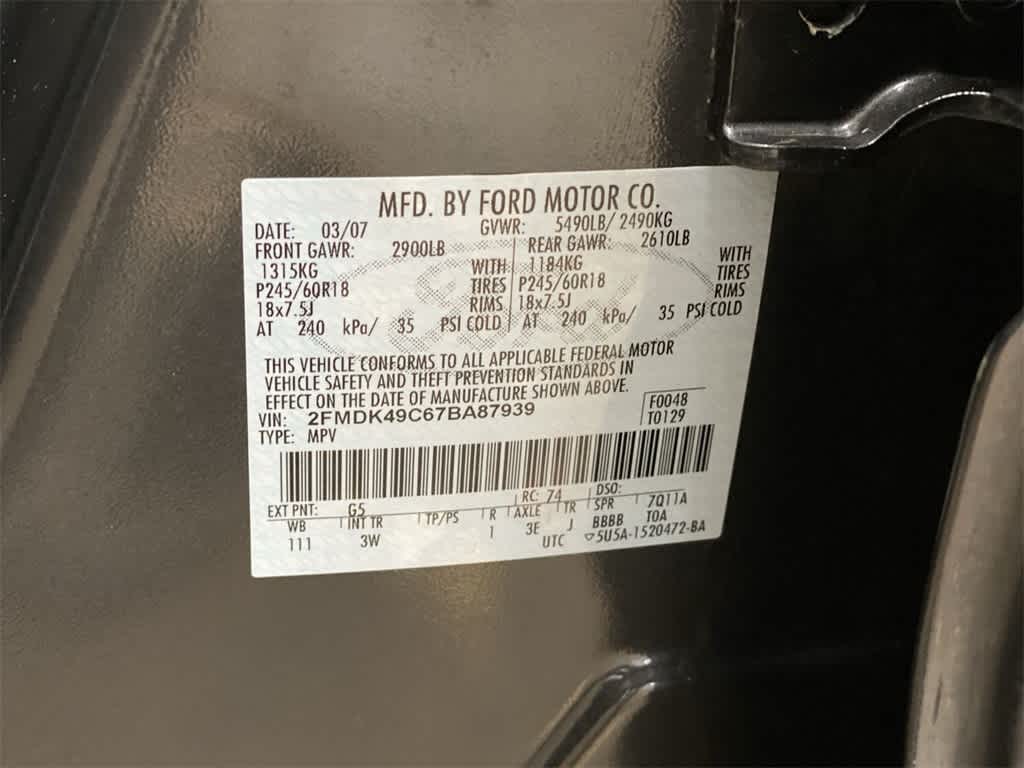 MFD. BY FORD MOTOR CO.
DATE: 03/07 GVWR: 5490LB/ 2490KG
FRONT GAWR: 2900LB REAR GAWR: 2610LB
1315KG WITH 1184KG WITH
P245/60R18 TIRES P245/60R18 TIRES
18x7.5J RIMS 18x7.5J RIMS
AT 240 kPa/ 35 PSI COLD AT 240 kPa/ 35 PSI COLD
THIS VEHICLE CONFORMS TO ALL APPLICABLE FEDERAL MOTOR
VEHICLE SAFETY AND THEFT PREVENTION STANDARDS IN
EFFECT ON THE DATE OF MANUFACTURE SHOWN ABOVE.
VIN: 2FMDK49C67BA87939 F0048
TYPE: MPV T0129
EXT PNT: G5 RC: 74 DSO:
WB INT TR TP/PS R AXLE TR SPR 7Q11A
111 3W 1 3E J BBBB T0A
UTC ▽5U5A-1520472-BA